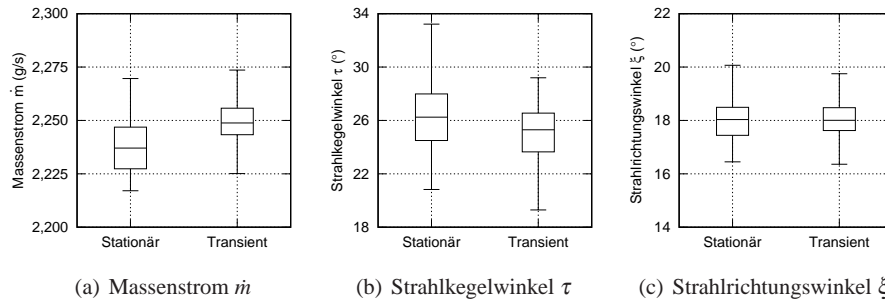 Massenstrom ṁ (g/s)
2,300
2,275
2,250
2,225
2,200
Stationär Transient
(a) Massenstrom ṁ
Strahlkegelwinkel τ (°)
34
30
26
22
18
Stationär Transient
(b) Strahlkegelwinkel τ
Strahlrichtungswinkel ξ (°)
22
20
18
16
14
Stationär Transient
(c) Strahlrichtungswinkel ξ